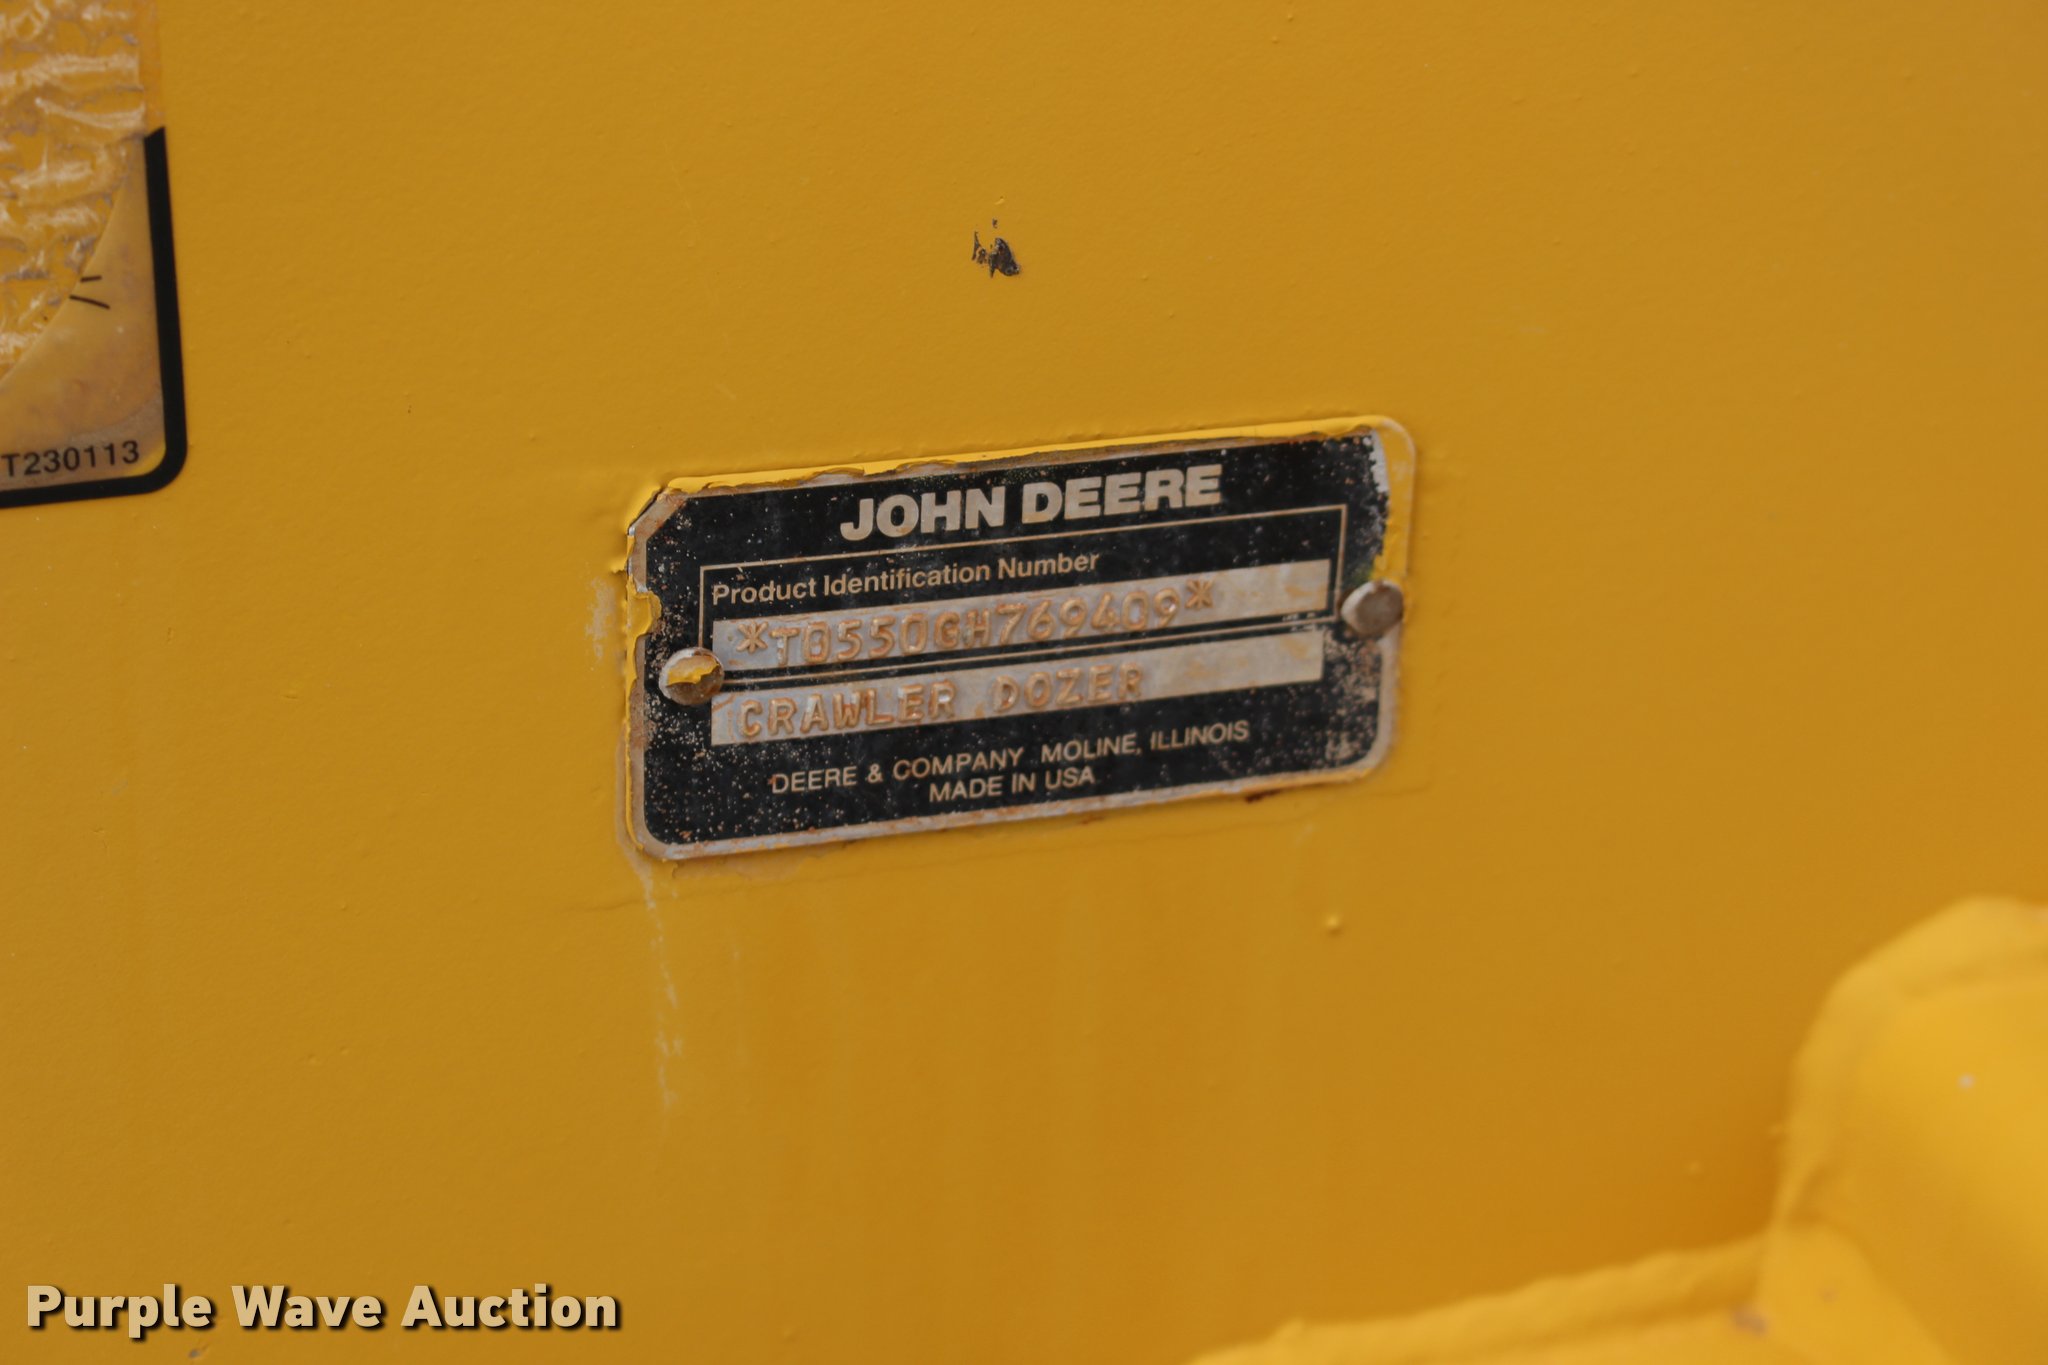 T230113
JOHN DEERE
Product Identification Number
*T0550GH769409*
CRAWLER DOZER
DEERE & COMPANY MOLINE, ILLINOIS
MADE IN USA
Purple Wave Auction